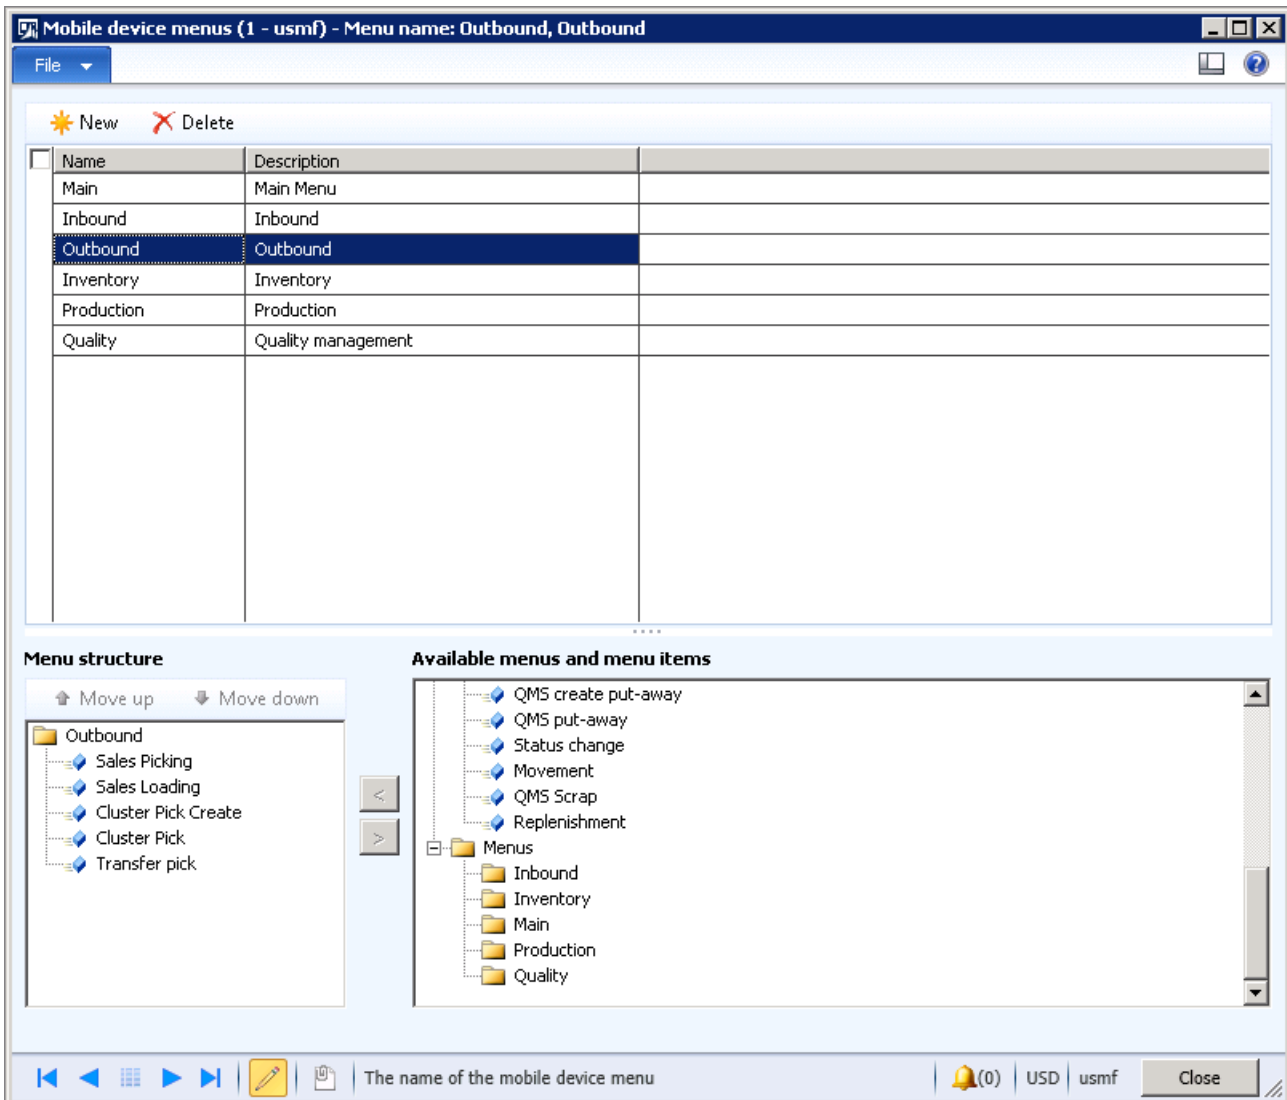 Mobile device menus (1 - usmf) - Menu name: Outbound, Outbound
File
New Delete
Name Description
Main Main Menu
Inbound Inbound
Outbound Outbound
Inventory Inventory
Production Production
Quality Quality management
Menu structure
Move up Move down
Outbound
Sales Picking
Sales Loading
Cluster Pick Create
Cluster Pick
Transfer pick
<
>
Available menus and menu items
QMS create put-away
QMS put-away
Status change
Movement
QMS Scrap
Replenishment
Menus
Inbound
Inventory
Main
Production
Quality
The name of the mobile device menu (0) USD usmf Close